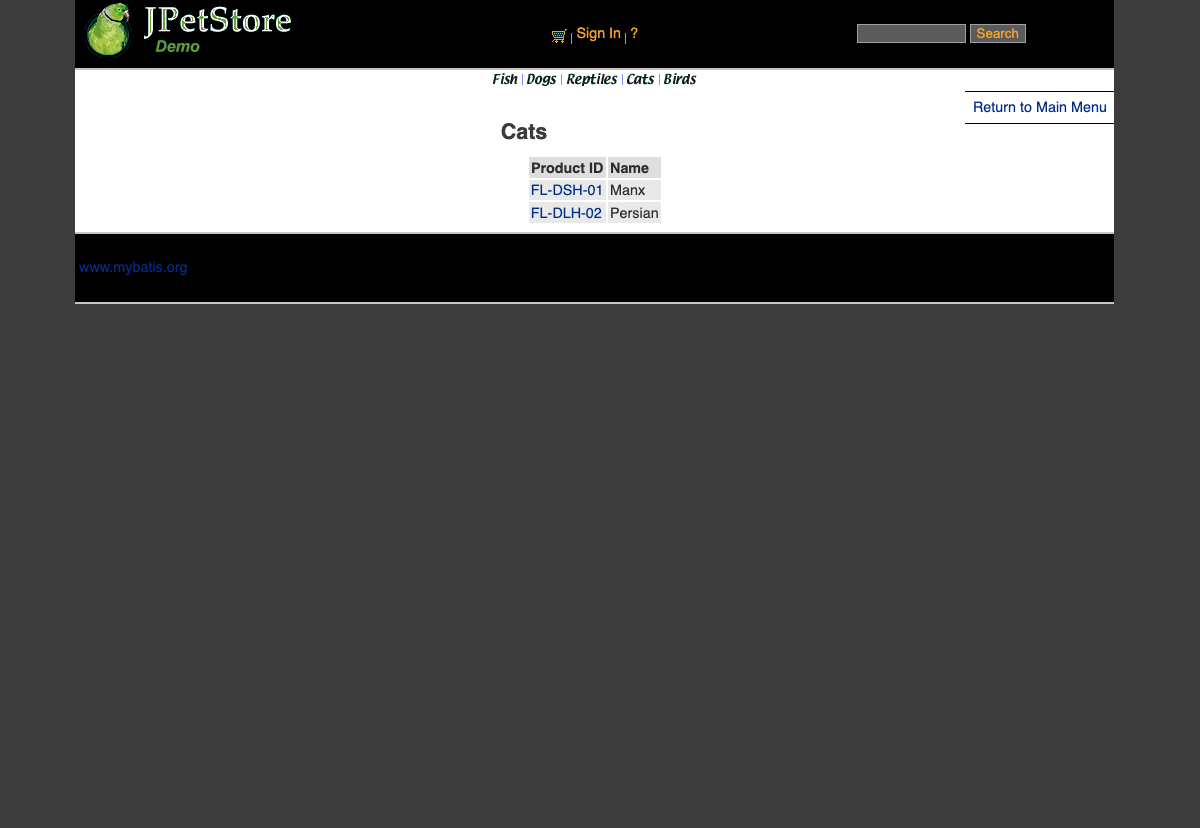 JPetStore
Demo
Sign In ?
Search
Fish Dogs Reptiles Cats Birds
Return to Main Menu
Cats
Product ID Name
FL-DSH-01 Manx
FL-DLH-02 Persian
www.mybatis.org